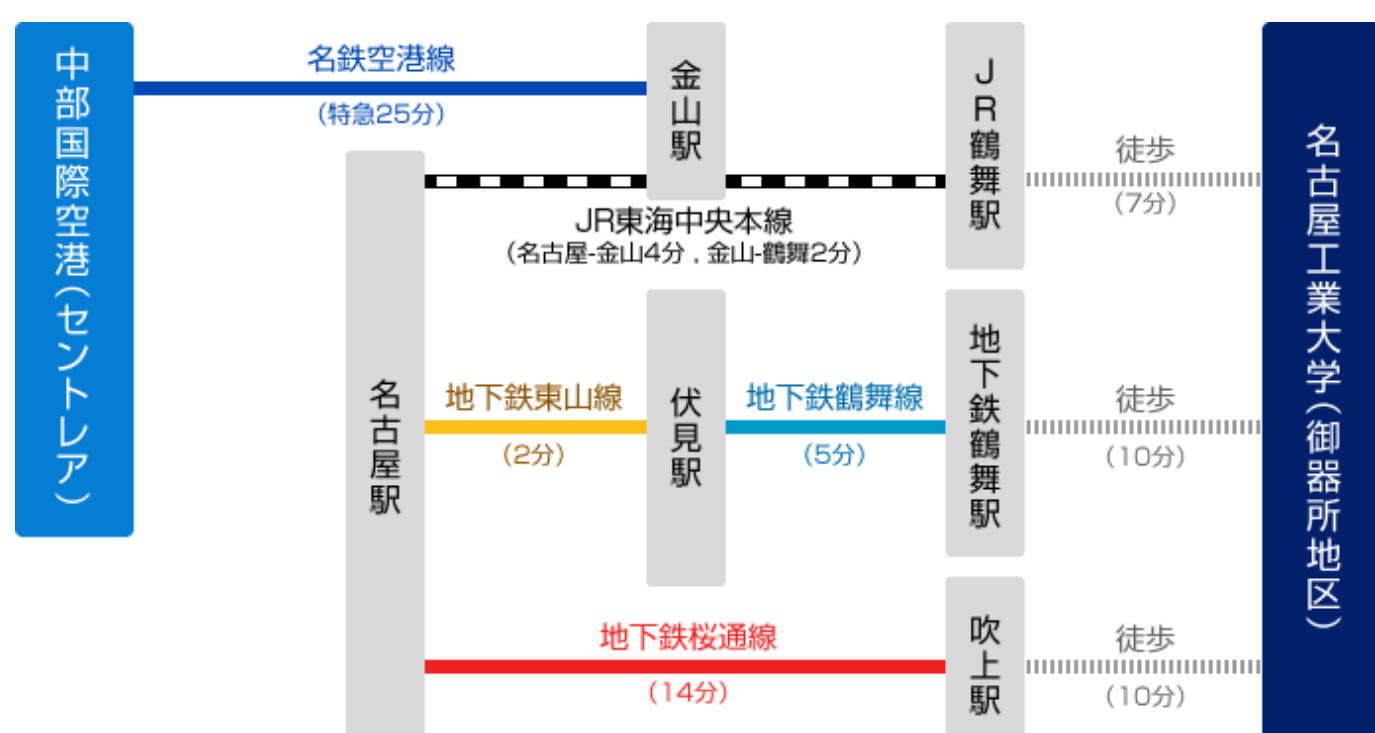 中部国際空港(セントレア)
名鉄空港線
(特急25分)
金山駅
JR鶴舞駅
徒歩
(7分)
名古屋工業大学(御器所地区)
名古屋駅
JR東海中央本線
(名古屋-金山4分 , 金山-鶴舞2分)
地下鉄東山線
(2分)
伏見駅
地下鉄鶴舞線
(5分)
地下鉄鶴舞駅
徒歩
(10分)
地下鉄桜通線
(14分)
吹上駅
徒歩
(10分)